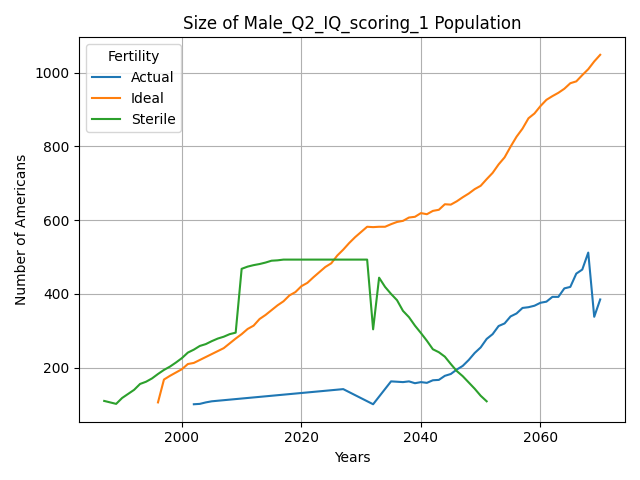 Size of Male_Q2_IQ_scoring_1 Population
Fertility
Actual
Ideal
Sterile
Number of Americans
1000
800
600
400
200
2000
2020
2040
2060
Years